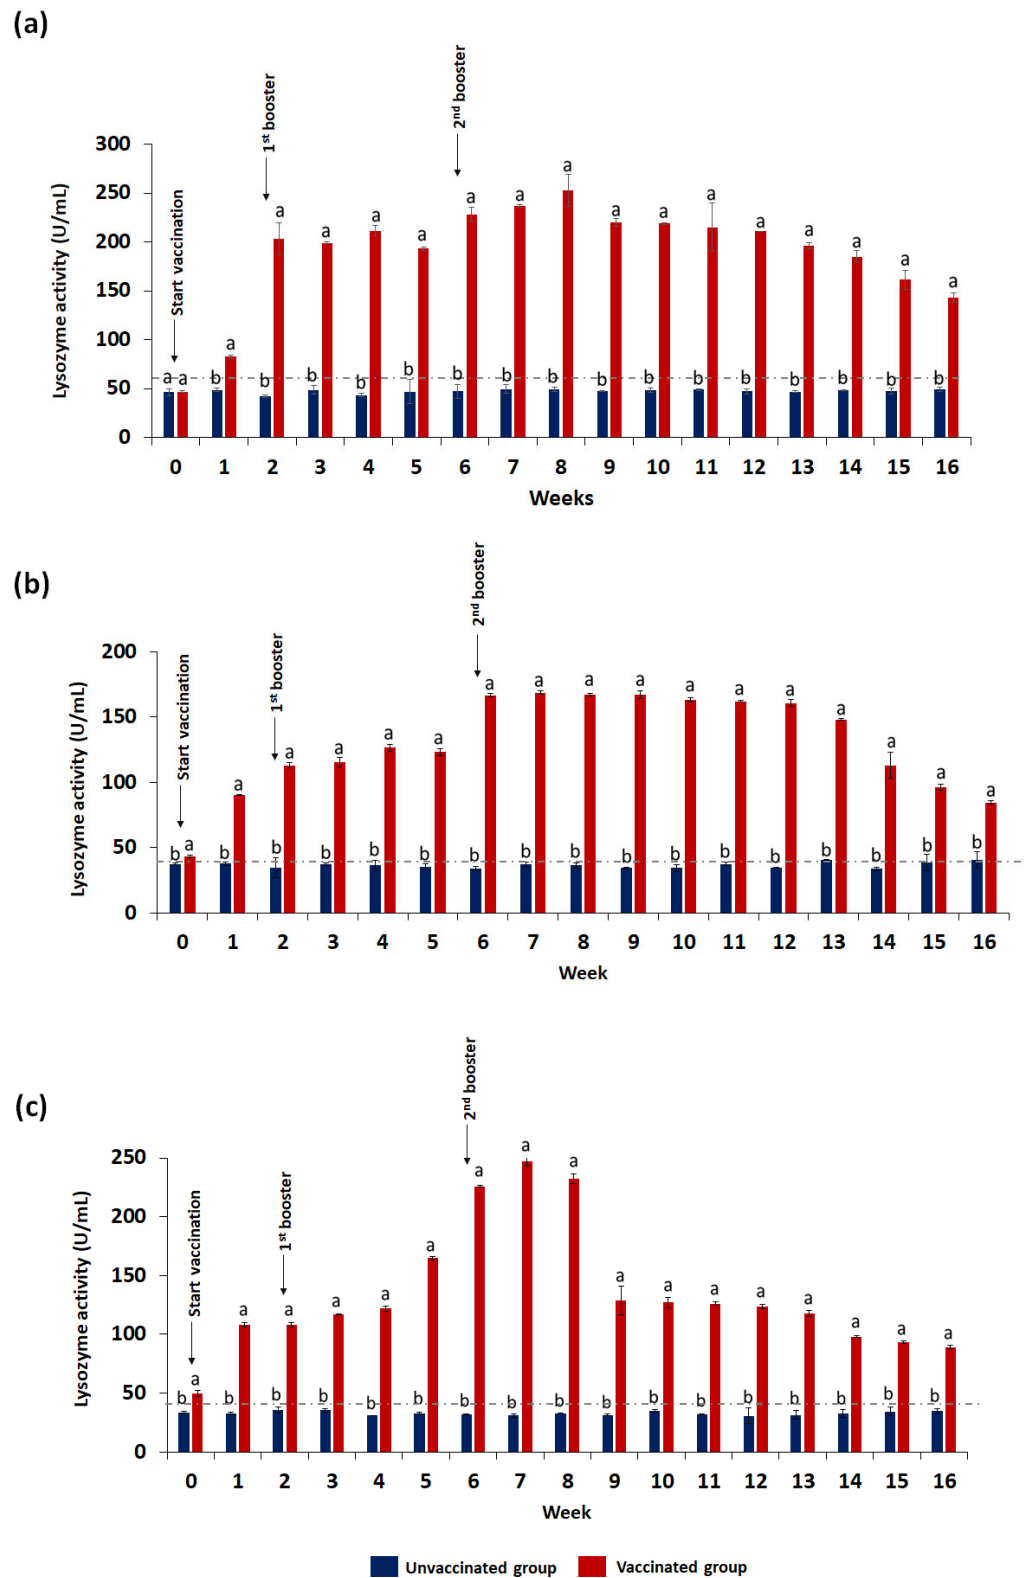 (a)
Lysozyme activity (U/mL)
Start vaccination
1st booster
2nd booster
300
250
200
150
100
50
0
a a a a a a a a a a a a a a a a a a
b b b b b b b b b b b b b b b b
0 1 2 3 4 5 6 7 8 9 10 11 12 13 14 15 16
Weeks
(b)
Lysozyme activity (U/mL)
Start vaccination
1st booster
2nd booster
200
150
100
50
0
a a a a a a a a a a a a a a a a a
b b b b b b b b b b b b b b b b b
0 1 2 3 4 5 6 7 8 9 10 11 12 13 14 15 16
Week
(c)
Lysozyme activity (U/mL)
Start vaccination
1st booster
2nd booster
250
200
150
100
50
0
a a a a a a a a a a a a a a a a a
b b b b b b b b b b b b b b b b b
0 1 2 3 4 5 6 7 8 9 10 11 12 13 14 15 16
Week
Unvaccinated group Vaccinated group